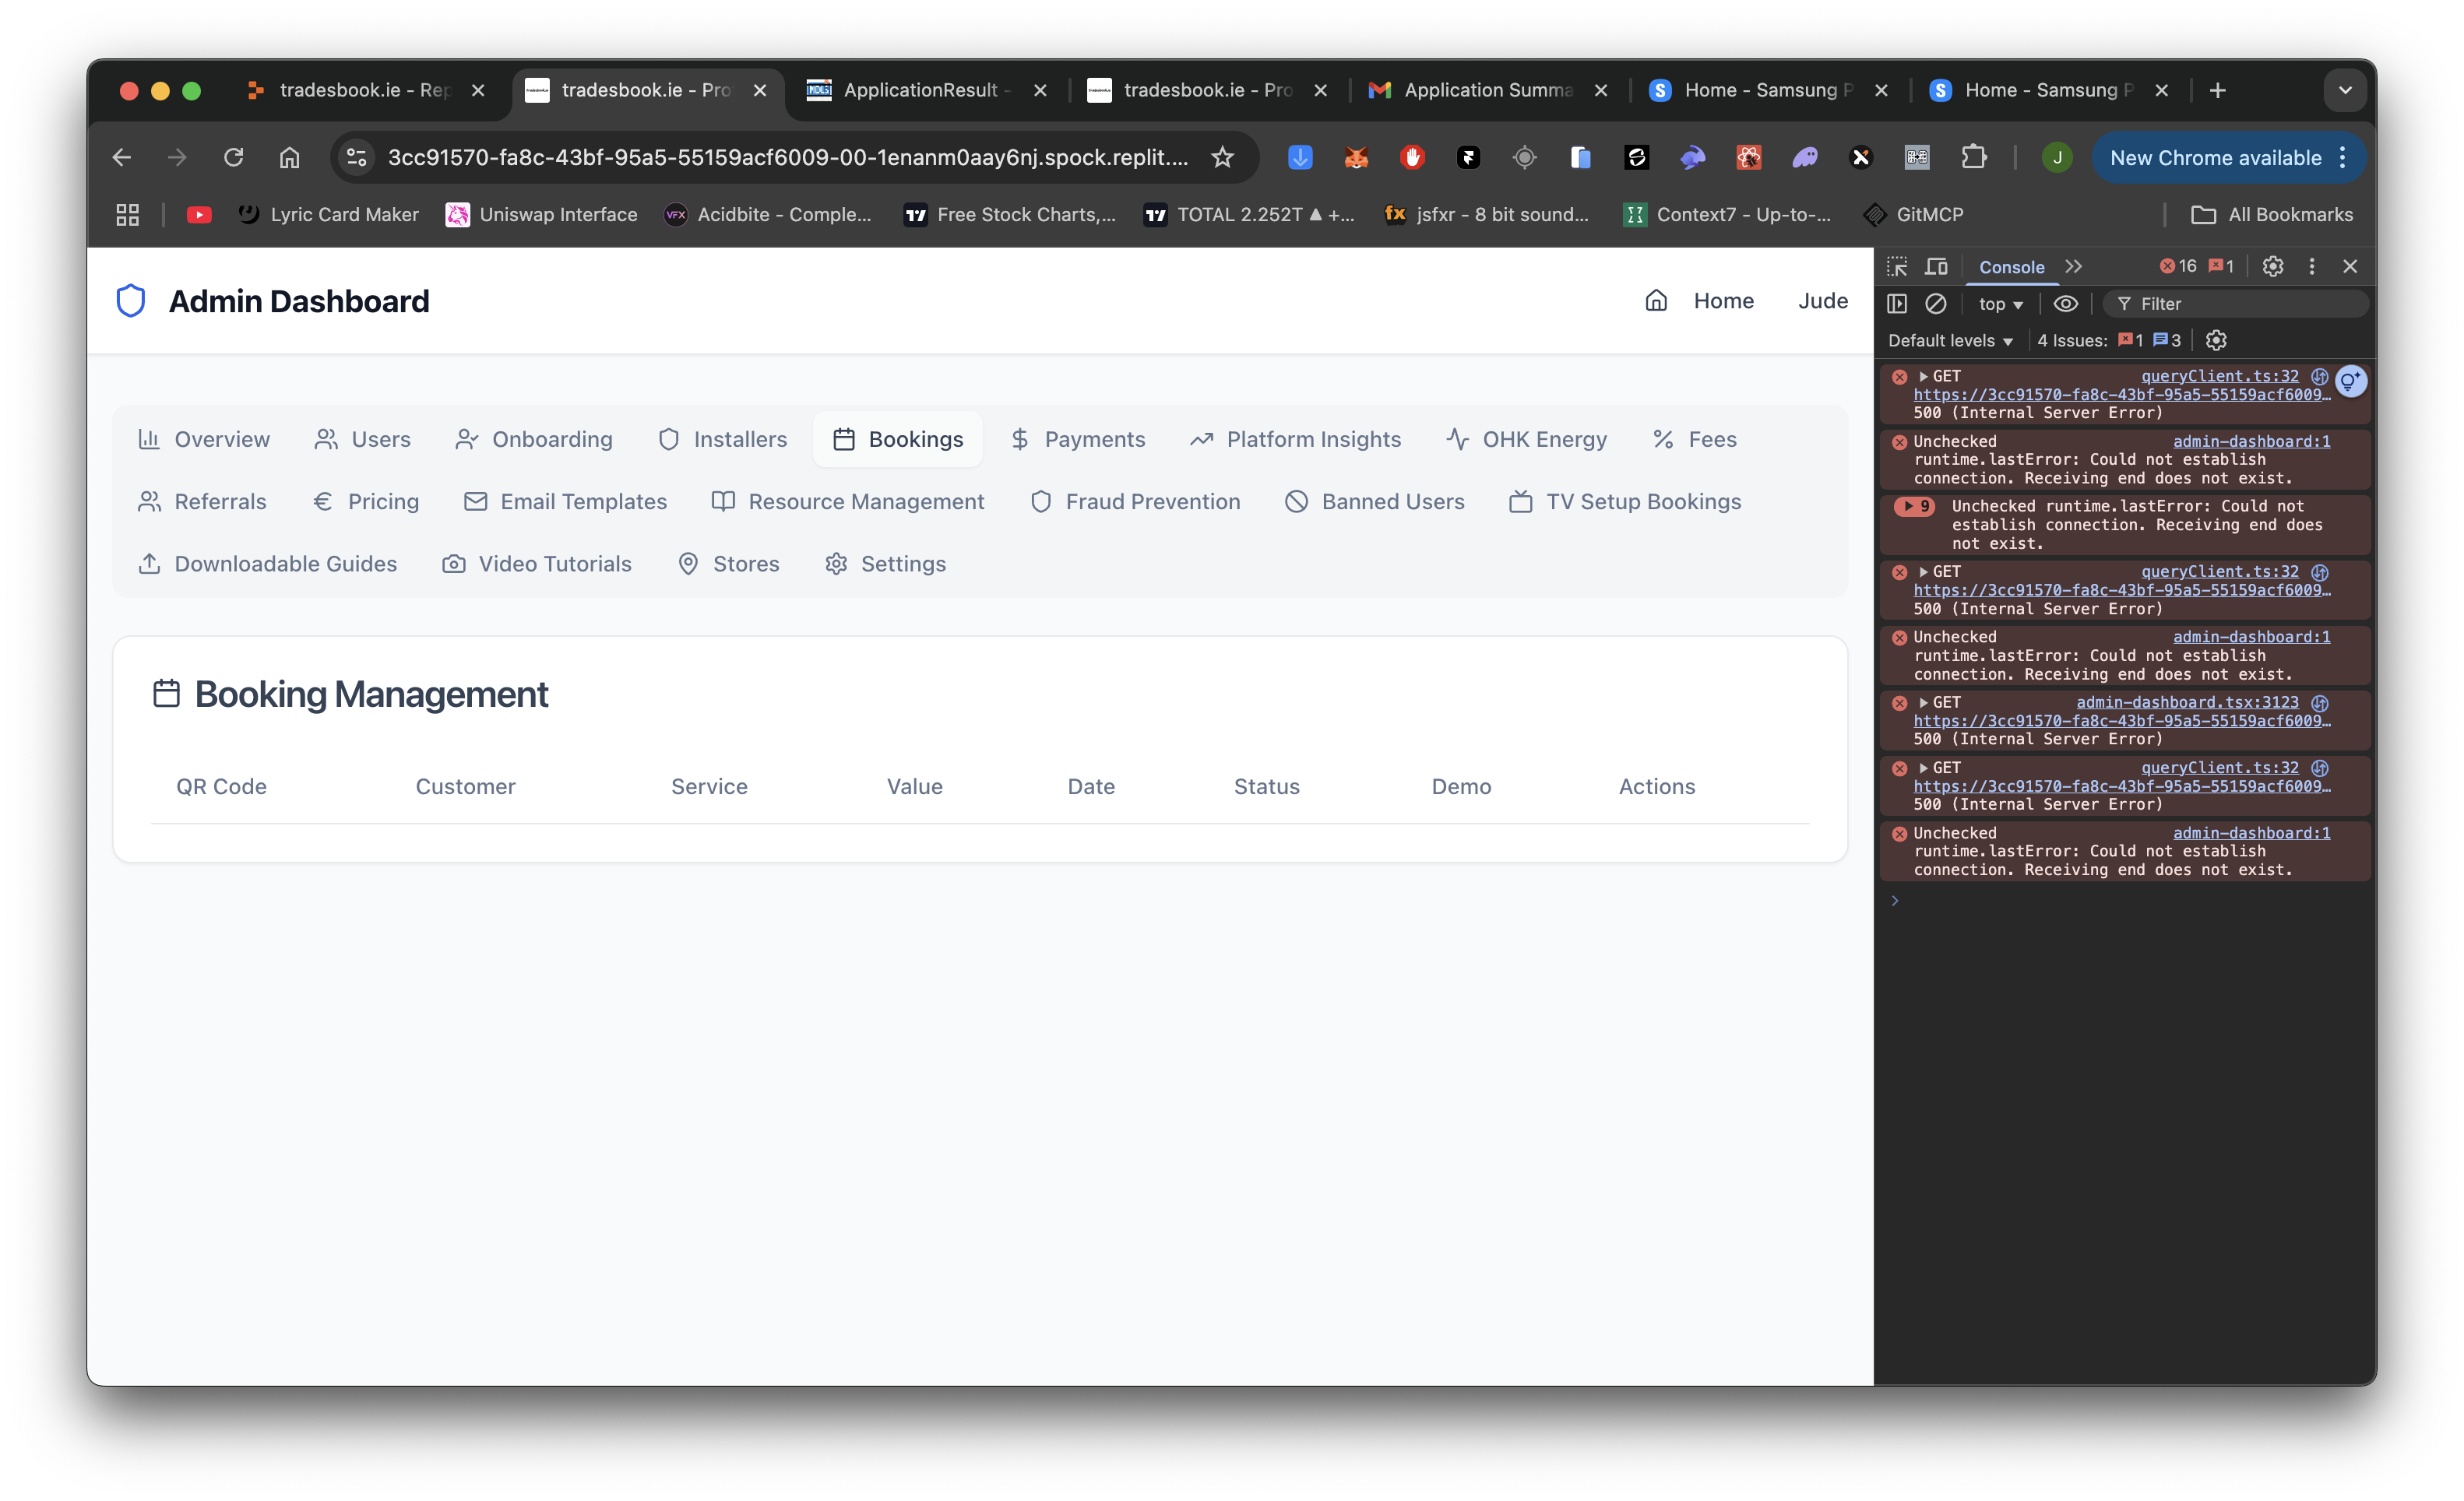 tradesbook.ie - Rep
tradesbook.ie - Pro
ApplicationResult -
tradesbook.ie - Pro
Application Summa
Home - Samsung P
Home - Samsung P
3cc91570-fa8c-43bf-95a5-55159acf6009-00-1enanm0aay6nj.spock.replit....
J
New Chrome available
Lyric Card Maker
Uniswap Interface
VFX
Acidbite - Comple...
Free Stock Charts,...
TOTAL 2.252T ▲ +...
fx
jsfxr - 8 bit sound...
Context7 - Up-to-...
GitMCP
All Bookmarks
Admin Dashboard
Home
Jude
Overview
Users
Onboarding
Installers
Bookings
Payments
Platform Insights
OHK Energy
Fees
Referrals
Pricing
Email Templates
Resource Management
Fraud Prevention
Banned Users
TV Setup Bookings
Downloadable Guides
Video Tutorials
Stores
Settings
Booking Management
QR Code
Customer
Service
Value
Date
Status
Demo
Actions
Console
16
1
top
Filter
Default levels
4 Issues:
1
3
GET queryClient.ts:32
https://3cc91570-fa8c-43bf-95a5-55159acf6009…
500 (Internal Server Error)
Unchecked admin-dashboard:1
runtime.lastError: Could not establish
connection. Receiving end does not exist.
9 Unchecked runtime.lastError: Could not
establish connection. Receiving end does
not exist.
GET queryClient.ts:32
https://3cc91570-fa8c-43bf-95a5-55159acf6009…
500 (Internal Server Error)
Unchecked admin-dashboard:1
runtime.lastError: Could not establish
connection. Receiving end does not exist.
GET admin-dashboard.tsx:3123
https://3cc91570-fa8c-43bf-95a5-55159acf6009…
500 (Internal Server Error)
GET queryClient.ts:32
https://3cc91570-fa8c-43bf-95a5-55159acf6009…
500 (Internal Server Error)
Unchecked admin-dashboard:1
runtime.lastError: Could not establish
connection. Receiving end does not exist.